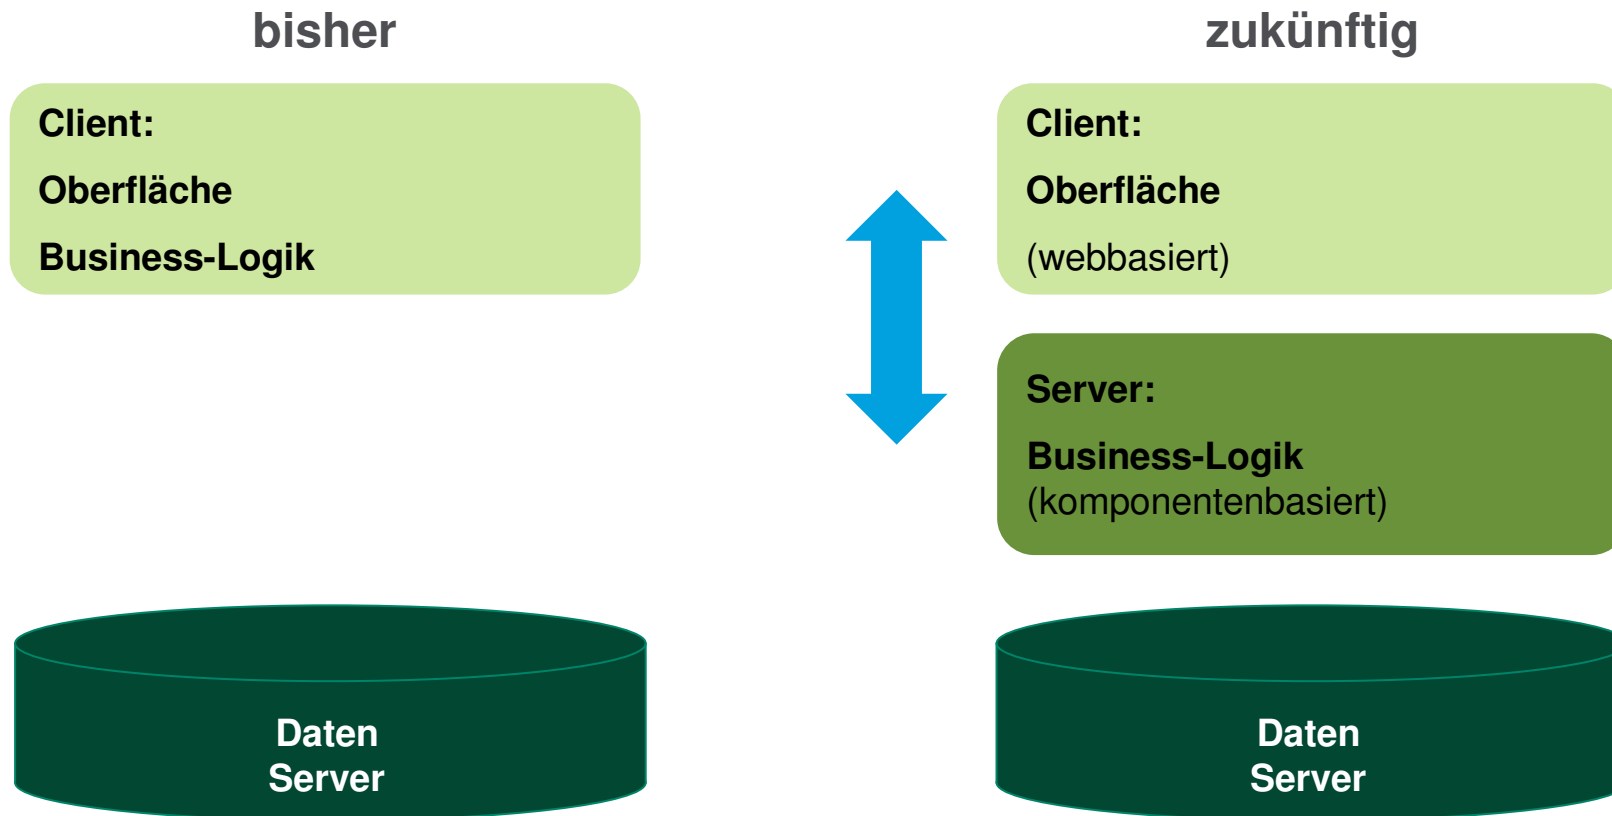 bisher
Client:
Oberfläche
Business-Logik
Daten
Server
zukünftig
Client:
Oberfläche
(webbasiert)
Server:
Business-Logik
(komponentenbasiert)
Daten
Server